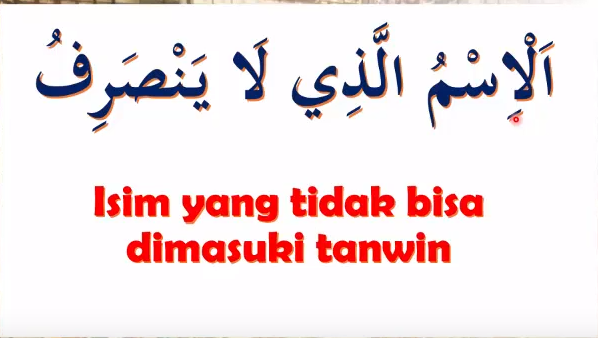 اَلْاِسْمُ الَّذِي لَا يَنْصَرِفُ
Isim yang tidak bisa
dimasuki tanwin